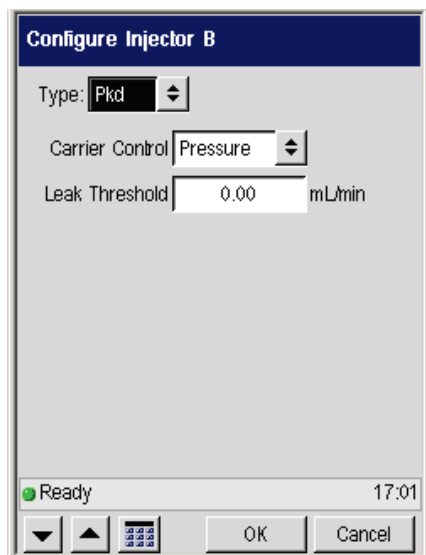 Configure Injector B
Type: Pkd
Carrier Control Pressure
Leak Threshold 0.00 mL/min
Ready 17:01
OK Cancel